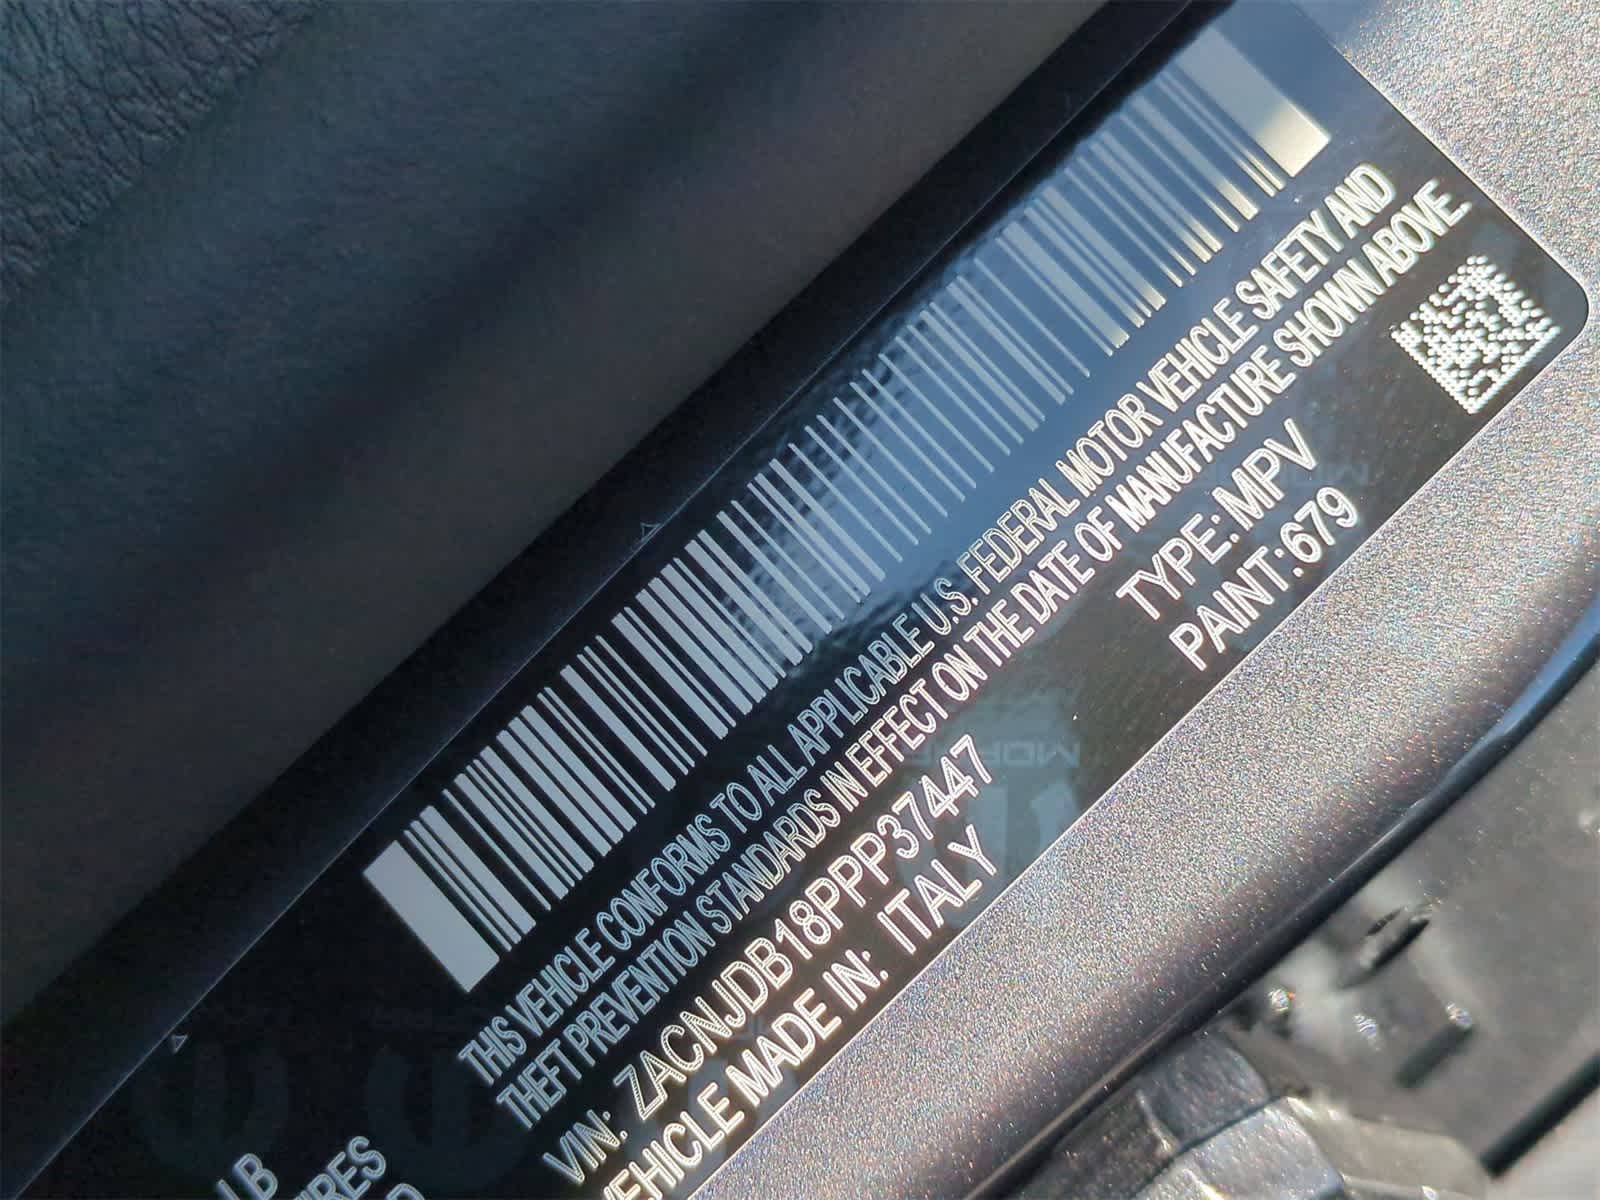 THIS VEHICLE CONFORMS TO ALL APPLICABLE U.S. FEDERAL MOTOR VEHICLE SAFETY AND
THEFT PREVENTION STANDARDS IN EFFECT ON THE DATE OF MANUFACTURE SHOWN ABOVE.
VIN: ZACNJDB18PPP37447
TYPE: MPV
VEHICLE MADE IN: ITALY
PAINT: 679
LB